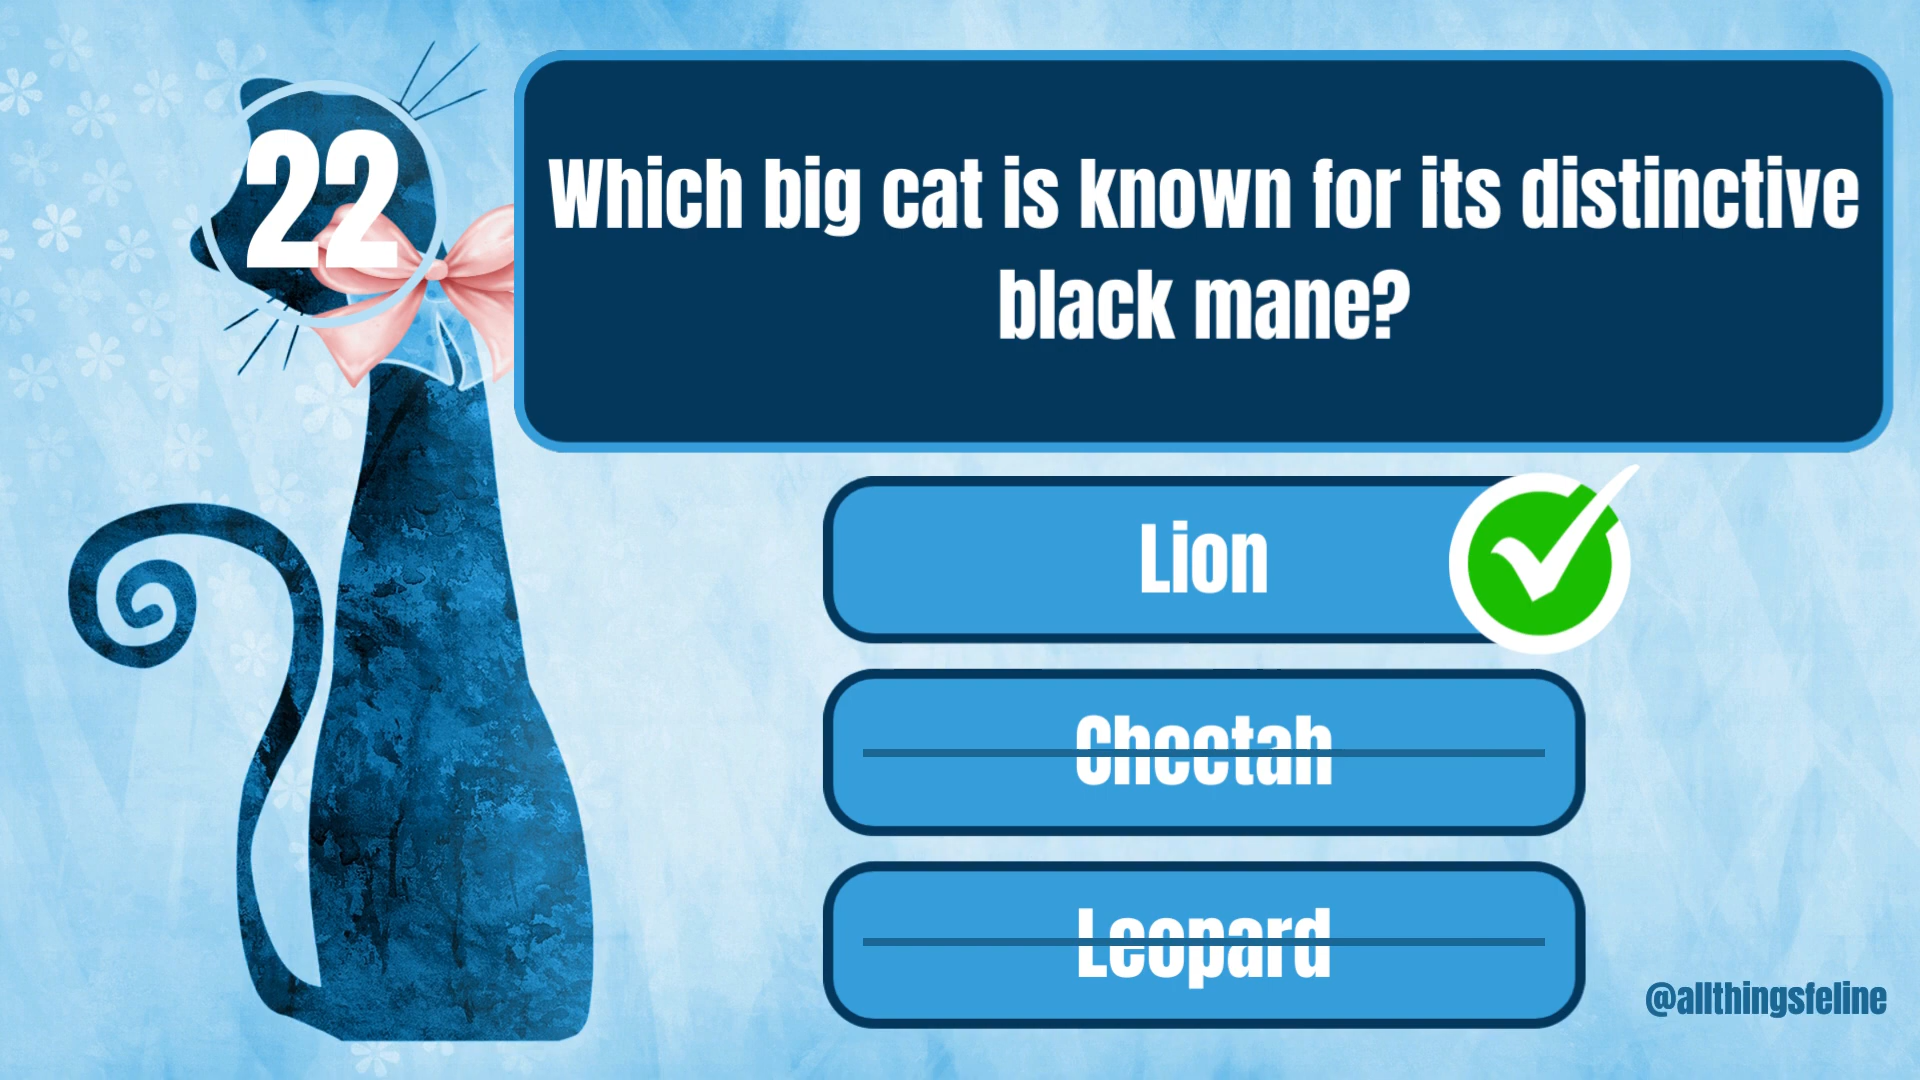 22
Which big cat is known for its distinctive
black mane?
Lion
Cheetah
Leopard
@allthingsfeline